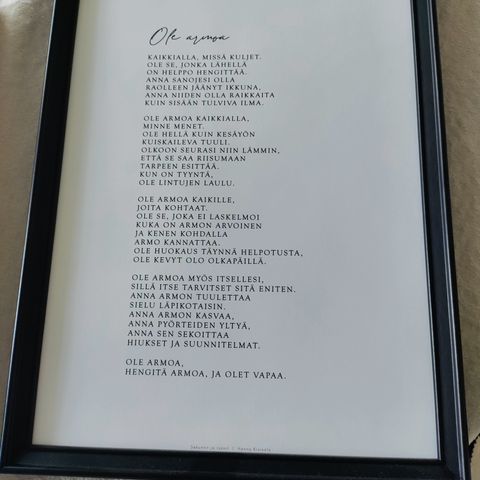 Ole armoa
KAIKKIALLA, MISSÄ KULJET.
OLE SE, JONKA LÄHELLÄ
ON HELPPO HENGITTÄÄ.
ANNA SANOJESI OLLA
RAOLLEEN JÄÄNYT IKKUNA,
ANNA NIIDEN OLLA RAIKKAITA
KUIN SISÄÄN TULVIVA ILMA.
OLE ARMOA KAIKKIALLA,
MINNE MENET.
OLE HELLÄ KUIN KESÄYÖN
KUISKAILEVA TUULI.
OLKOON SEURASI NIIN LÄMMIN,
ETTÄ SE SAA RIISUMAAN
TARPEEN ESITTÄÄ.
KUN ON TYYNTÄ,
OLE LINTUJEN LAULU.
OLE ARMOA KAIKILLE,
JOITA KOHTAAT.
OLE SE, JOKA EI LASKELMOI
KUKA ON ARMON ARVOINEN
JA KENEN KOHDALLA
ARMO KANNATTAA.
OLE HUOKAUS TÄYNNÄ HELPOTUSTA,
OLE KEVYT OLO OLKAPÄILLÄ.
OLE ARMOA MYÖS ITSELLESI,
SILLÄ ITSE TARVITSET SITÄ ENITEN.
ANNA ARMON TUULETTAA
SIELU LÄPIKOTAISIN.
ANNA ARMON KASVAA,
ANNA PYÖRTEIDEN YLTYÄ,
ANNA SEN SEKOITTAA
HIUKSET JA SUUNNITELMAT.
OLE ARMOA,
HENGITÄ ARMOA, JA OLET VAPAA.